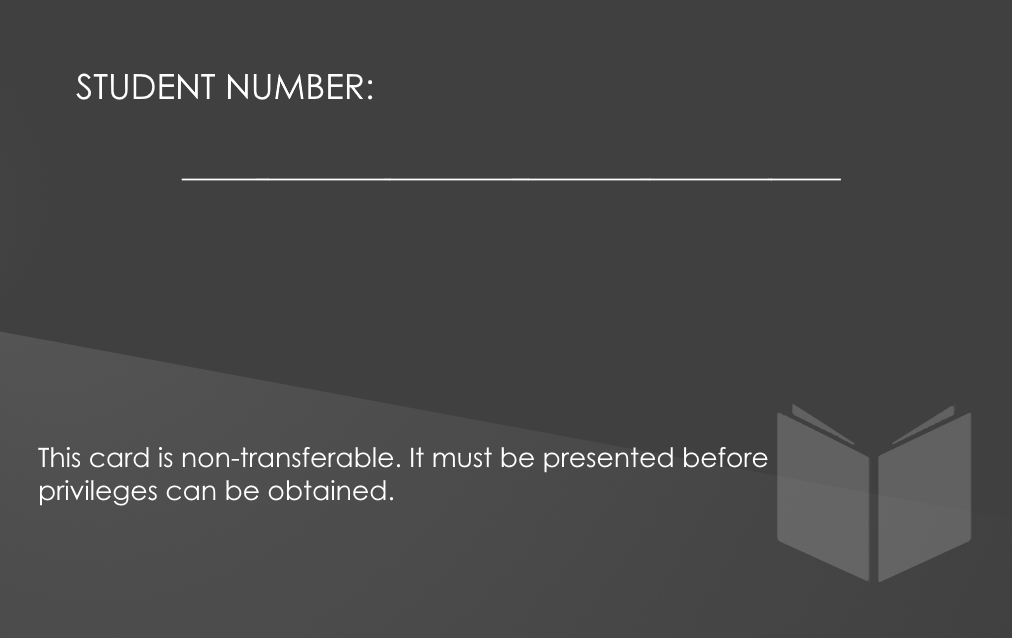 STUDENT NUMBER:
This card is non-transferable. It must be presented before
privileges can be obtained.